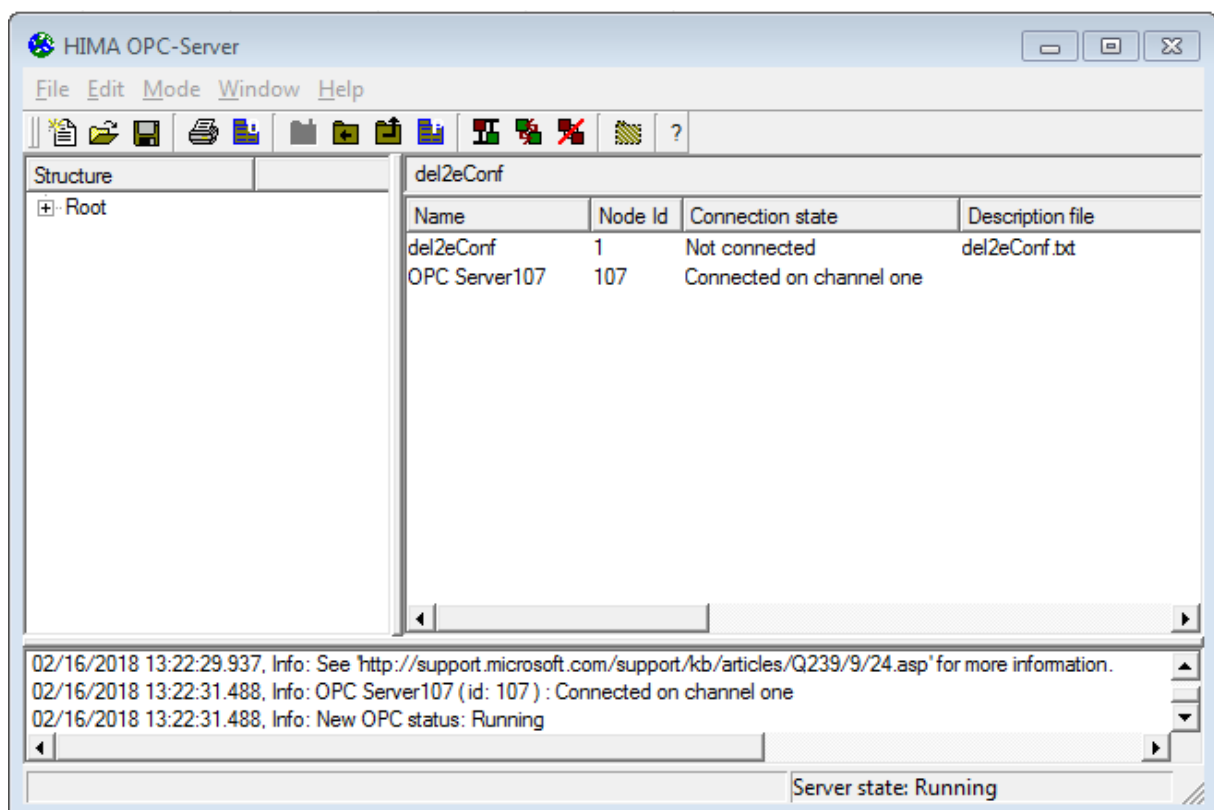 HIMA OPC-Server
File Edit Mode Window Help
?
Structure
del2eConf
Root
Name Node Id Connection state Description file
del2eConf 1 Not connected del2eConf.txt
OPC Server107 107 Connected on channel one
02/16/2018 13:22:29.937, Info: See 'http://support.microsoft.com/support/kb/articles/Q239/9/24.asp' for more information.
02/16/2018 13:22:31.488, Info: OPC Server107 ( id: 107 ) : Connected on channel one
02/16/2018 13:22:31.488, Info: New OPC status: Running
Server state: Running